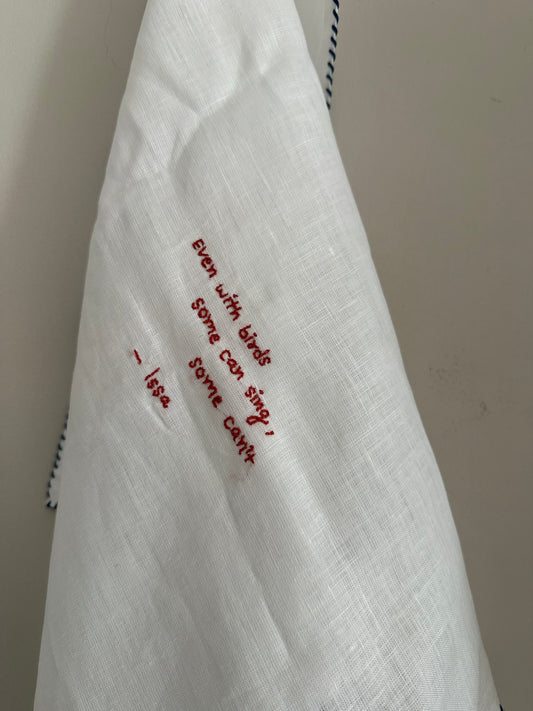 Even with birds
some can sing,
some can't
– Issa